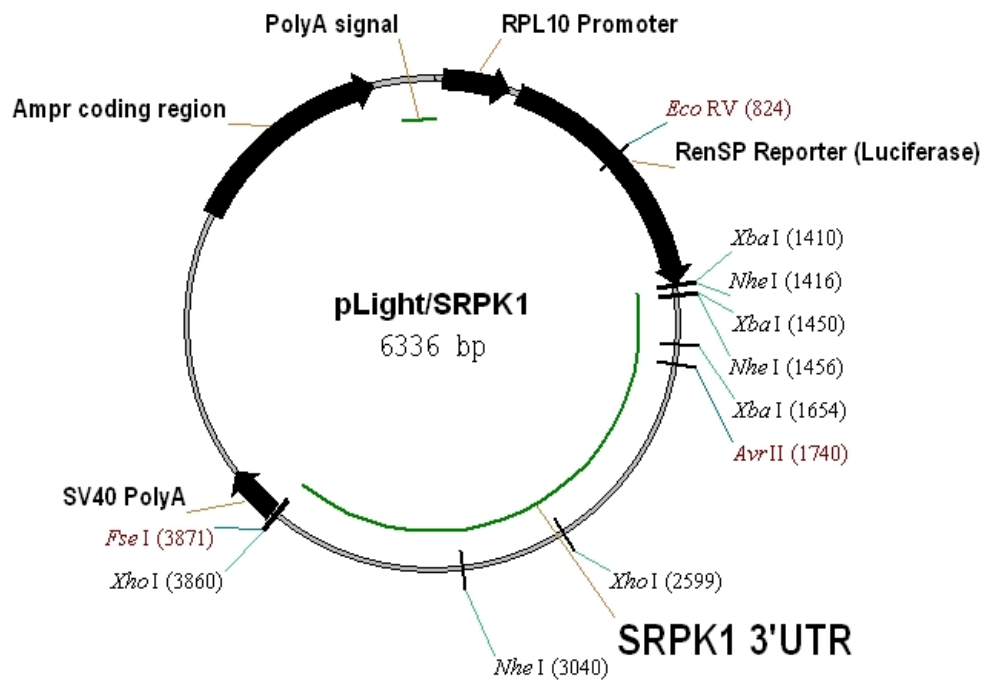 PolyA signal
RPL10 Promoter
Ampr coding region
Eco RV (824)
RenSP Reporter (Luciferase)
XbaI (1410)
NheI (1416)
pLight/SRPK1
6336 bp
XbaI (1450)
NheI (1456)
XbaI (1654)
AvrII (1740)
SV40 PolyA
FseI (3871)
XhoI (3860)
XhoI (2599)
SRPK1 3'UTR
NheI (3040)